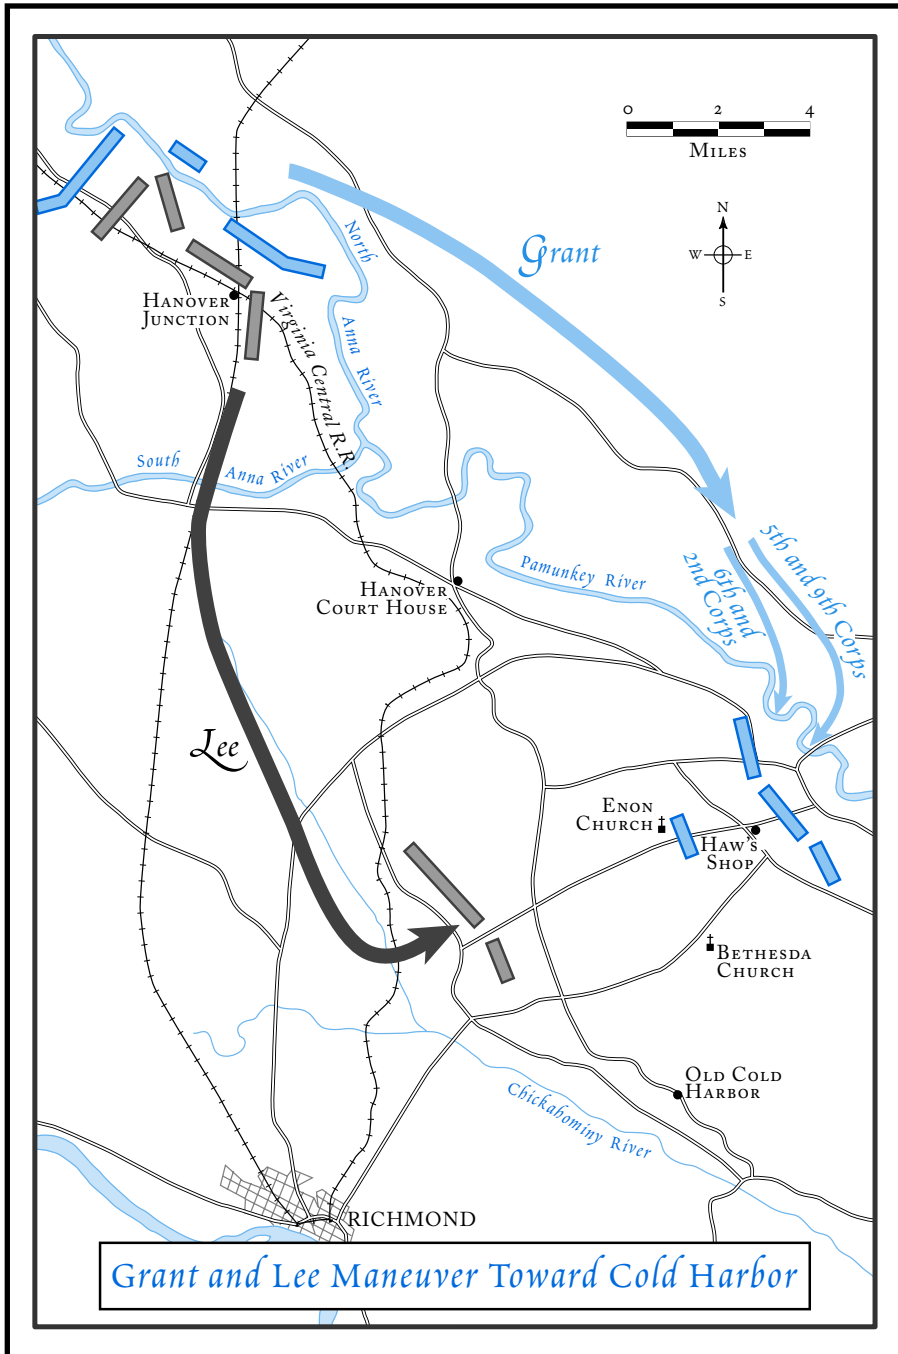 0 2 4
Miles
N
W E
S
Grant
North
Anna River
Hanover
Junction
Virginia Central R.R.
South
Anna River
Pamunkey River
5th and 9th Corps
6th and
2nd Corps
Hanover
Court House
Lee
Enon
Church
Haw's
Shop
Bethesda
Church
Old Cold
Harbor
Chickahominy River
RICHMOND
Grant and Lee Maneuver Toward Cold Harbor